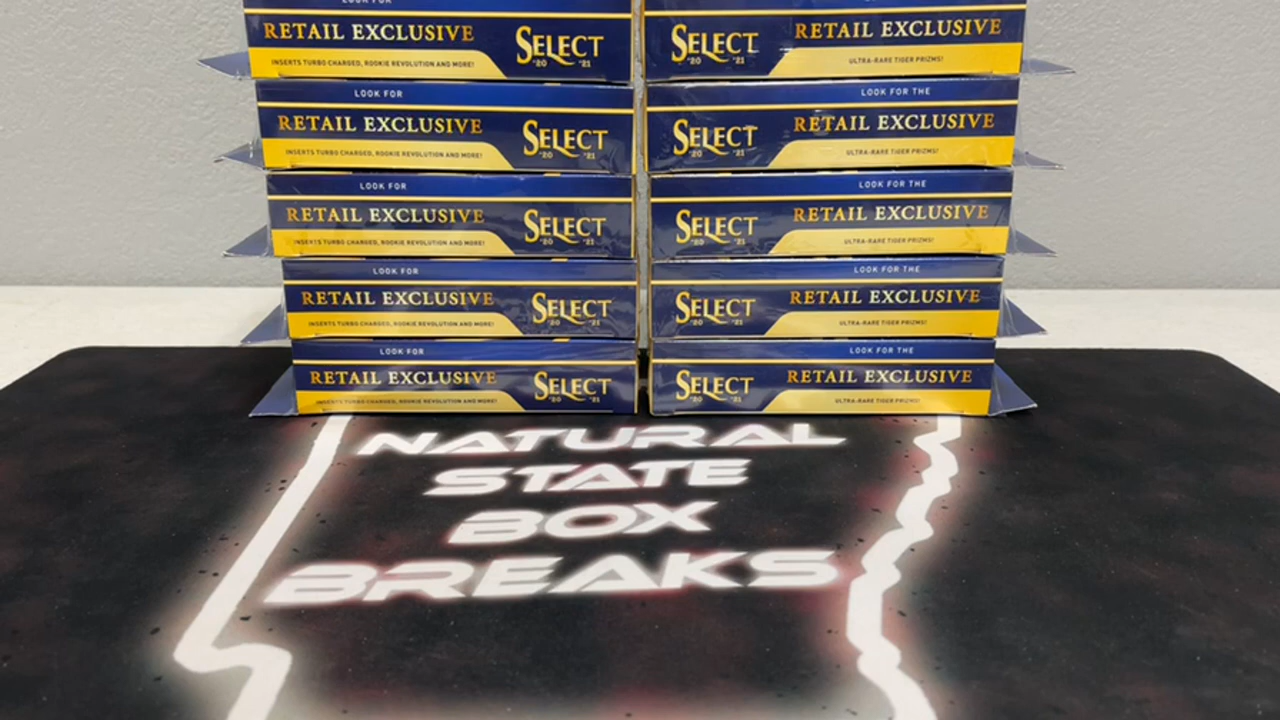 RETAIL EXCLUSIVE
SELECT
'20 '21
INSERTS TURBO CHARGED, ROOKIE REVOLUTION AND MORE!
SELECT
'20 '21
RETAIL EXCLUSIVE
ULTRA-RARE TIGER PRIZMS!
LOOK FOR
RETAIL EXCLUSIVE
SELECT
'20 '21
INSERTS TURBO CHARGED, ROOKIE REVOLUTION AND MORE!
LOOK FOR THE
SELECT
'20 '21
RETAIL EXCLUSIVE
ULTRA-RARE TIGER PRIZMS!
LOOK FOR
RETAIL EXCLUSIVE
SELECT
'20 '21
INSERTS TURBO CHARGED, ROOKIE REVOLUTION AND MORE!
LOOK FOR THE
SELECT
'20 '21
RETAIL EXCLUSIVE
ULTRA-RARE TIGER PRIZMS!
LOOK FOR
RETAIL EXCLUSIVE
SELECT
'20 '21
INSERTS TURBO CHARGED, ROOKIE REVOLUTION AND MORE!
LOOK FOR THE
SELECT
'20 '21
RETAIL EXCLUSIVE
ULTRA-RARE TIGER PRIZMS!
LOOK FOR
RETAIL EXCLUSIVE
SELECT
'20 '21
INSERTS TURBO CHARGED, ROOKIE REVOLUTION AND MORE!
LOOK FOR THE
SELECT
'20 '21
RETAIL EXCLUSIVE
ULTRA-RARE TIGER PRIZMS!
NATURAL
STATE
BOX
BREAKS